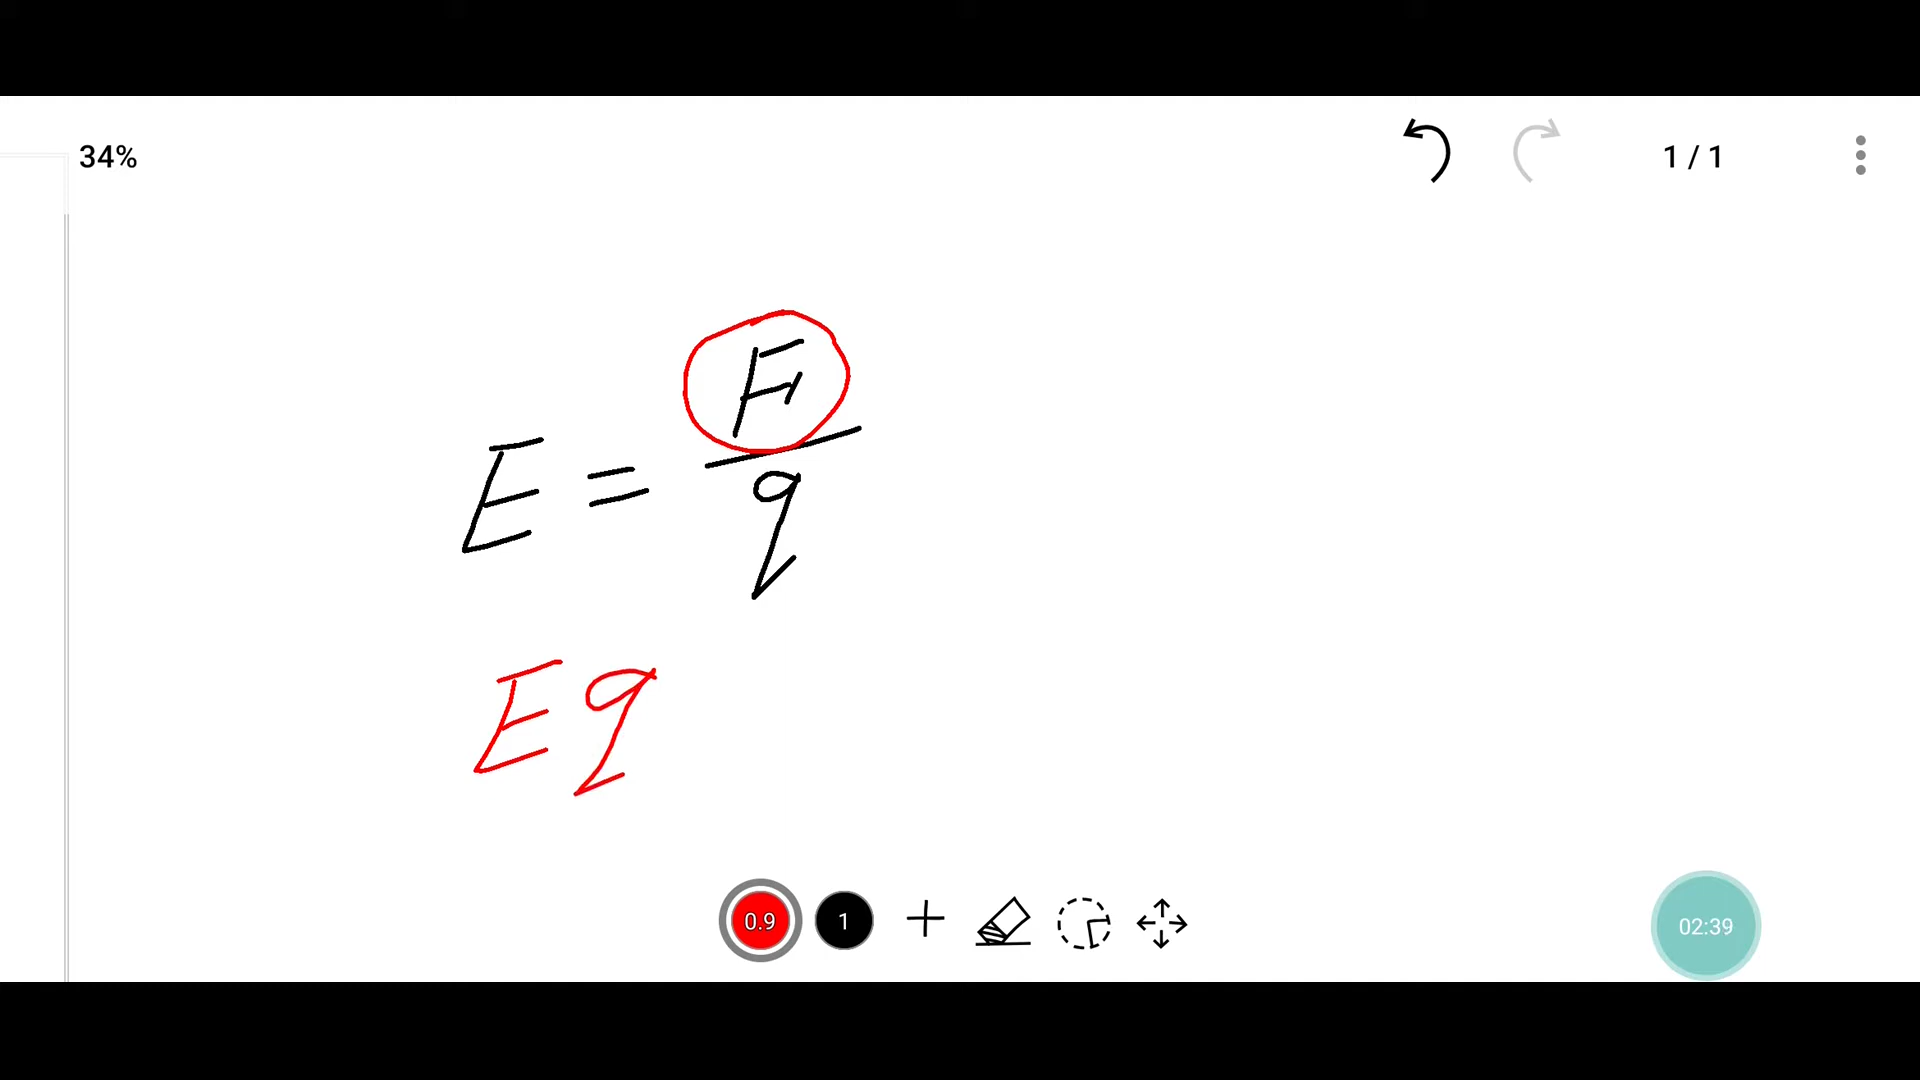 34%
1 / 1
E = F/q
Eq
0.9 1
02:39